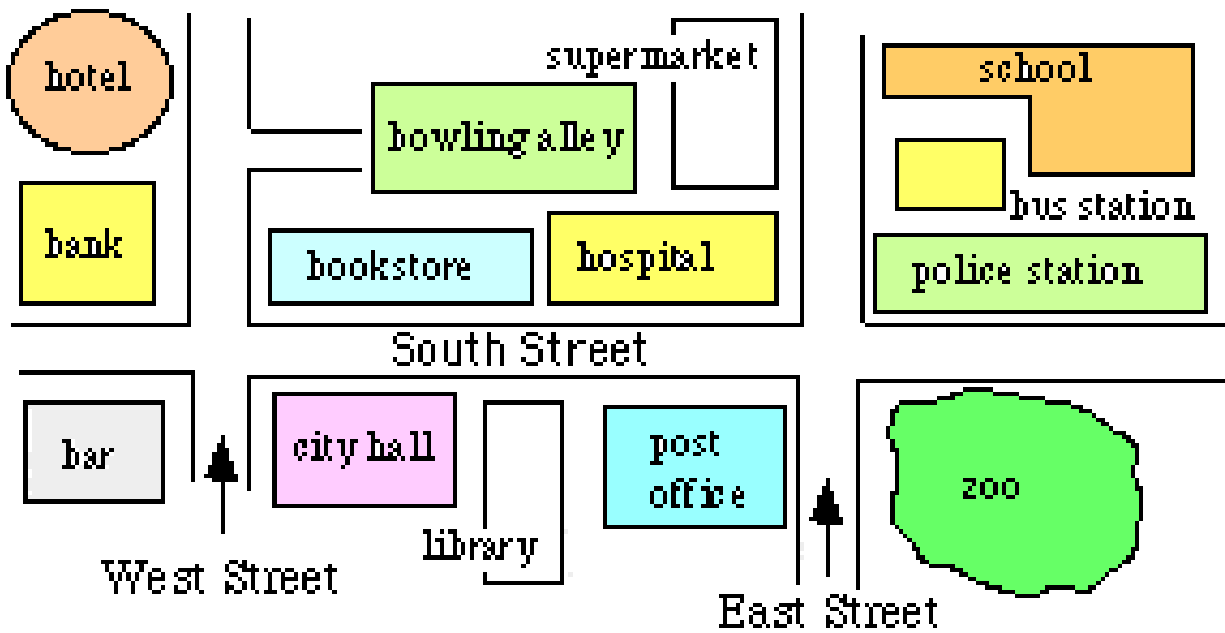 hotel
supermarket
school
bowling alley
bus station
bank
bookstore
hospital
police station
South Street
bar
city hall
post
office
zoo
library
West Street
East Street